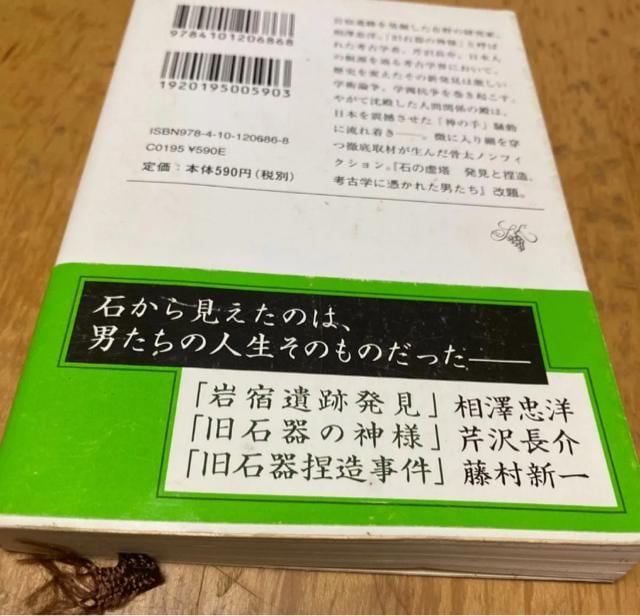 9784101206868
1920195005903
ISBN978-4-10-120686-8
C0195 ¥590E
定価：本体590円（税別）
岩宿遺跡を発掘した在野の研究家、
相澤忠洋。「旧石器の神様」と呼ば
れた考古学者、芹沢長介。日本人
の根源を遡る考古学界において、
歴史を変えたその新発見は激しい
学術論争、学閥抗争を巻き起こす。
やがて沈殿した人間関係の澱は、
日本を震撼させた「神の手」騒動
に流れ着き――。微に入り細を穿
つ徹底取材が生んだ骨太ノンフィ
クション。『石の虚塔 発見と捏造、
考古学に憑かれた男たち』改題。
石から見えたのは、
男たちの人生そのものだった――
「岩宿遺跡発見」相澤忠洋
「旧石器の神様」芹沢長介
「旧石器捏造事件」藤村新一